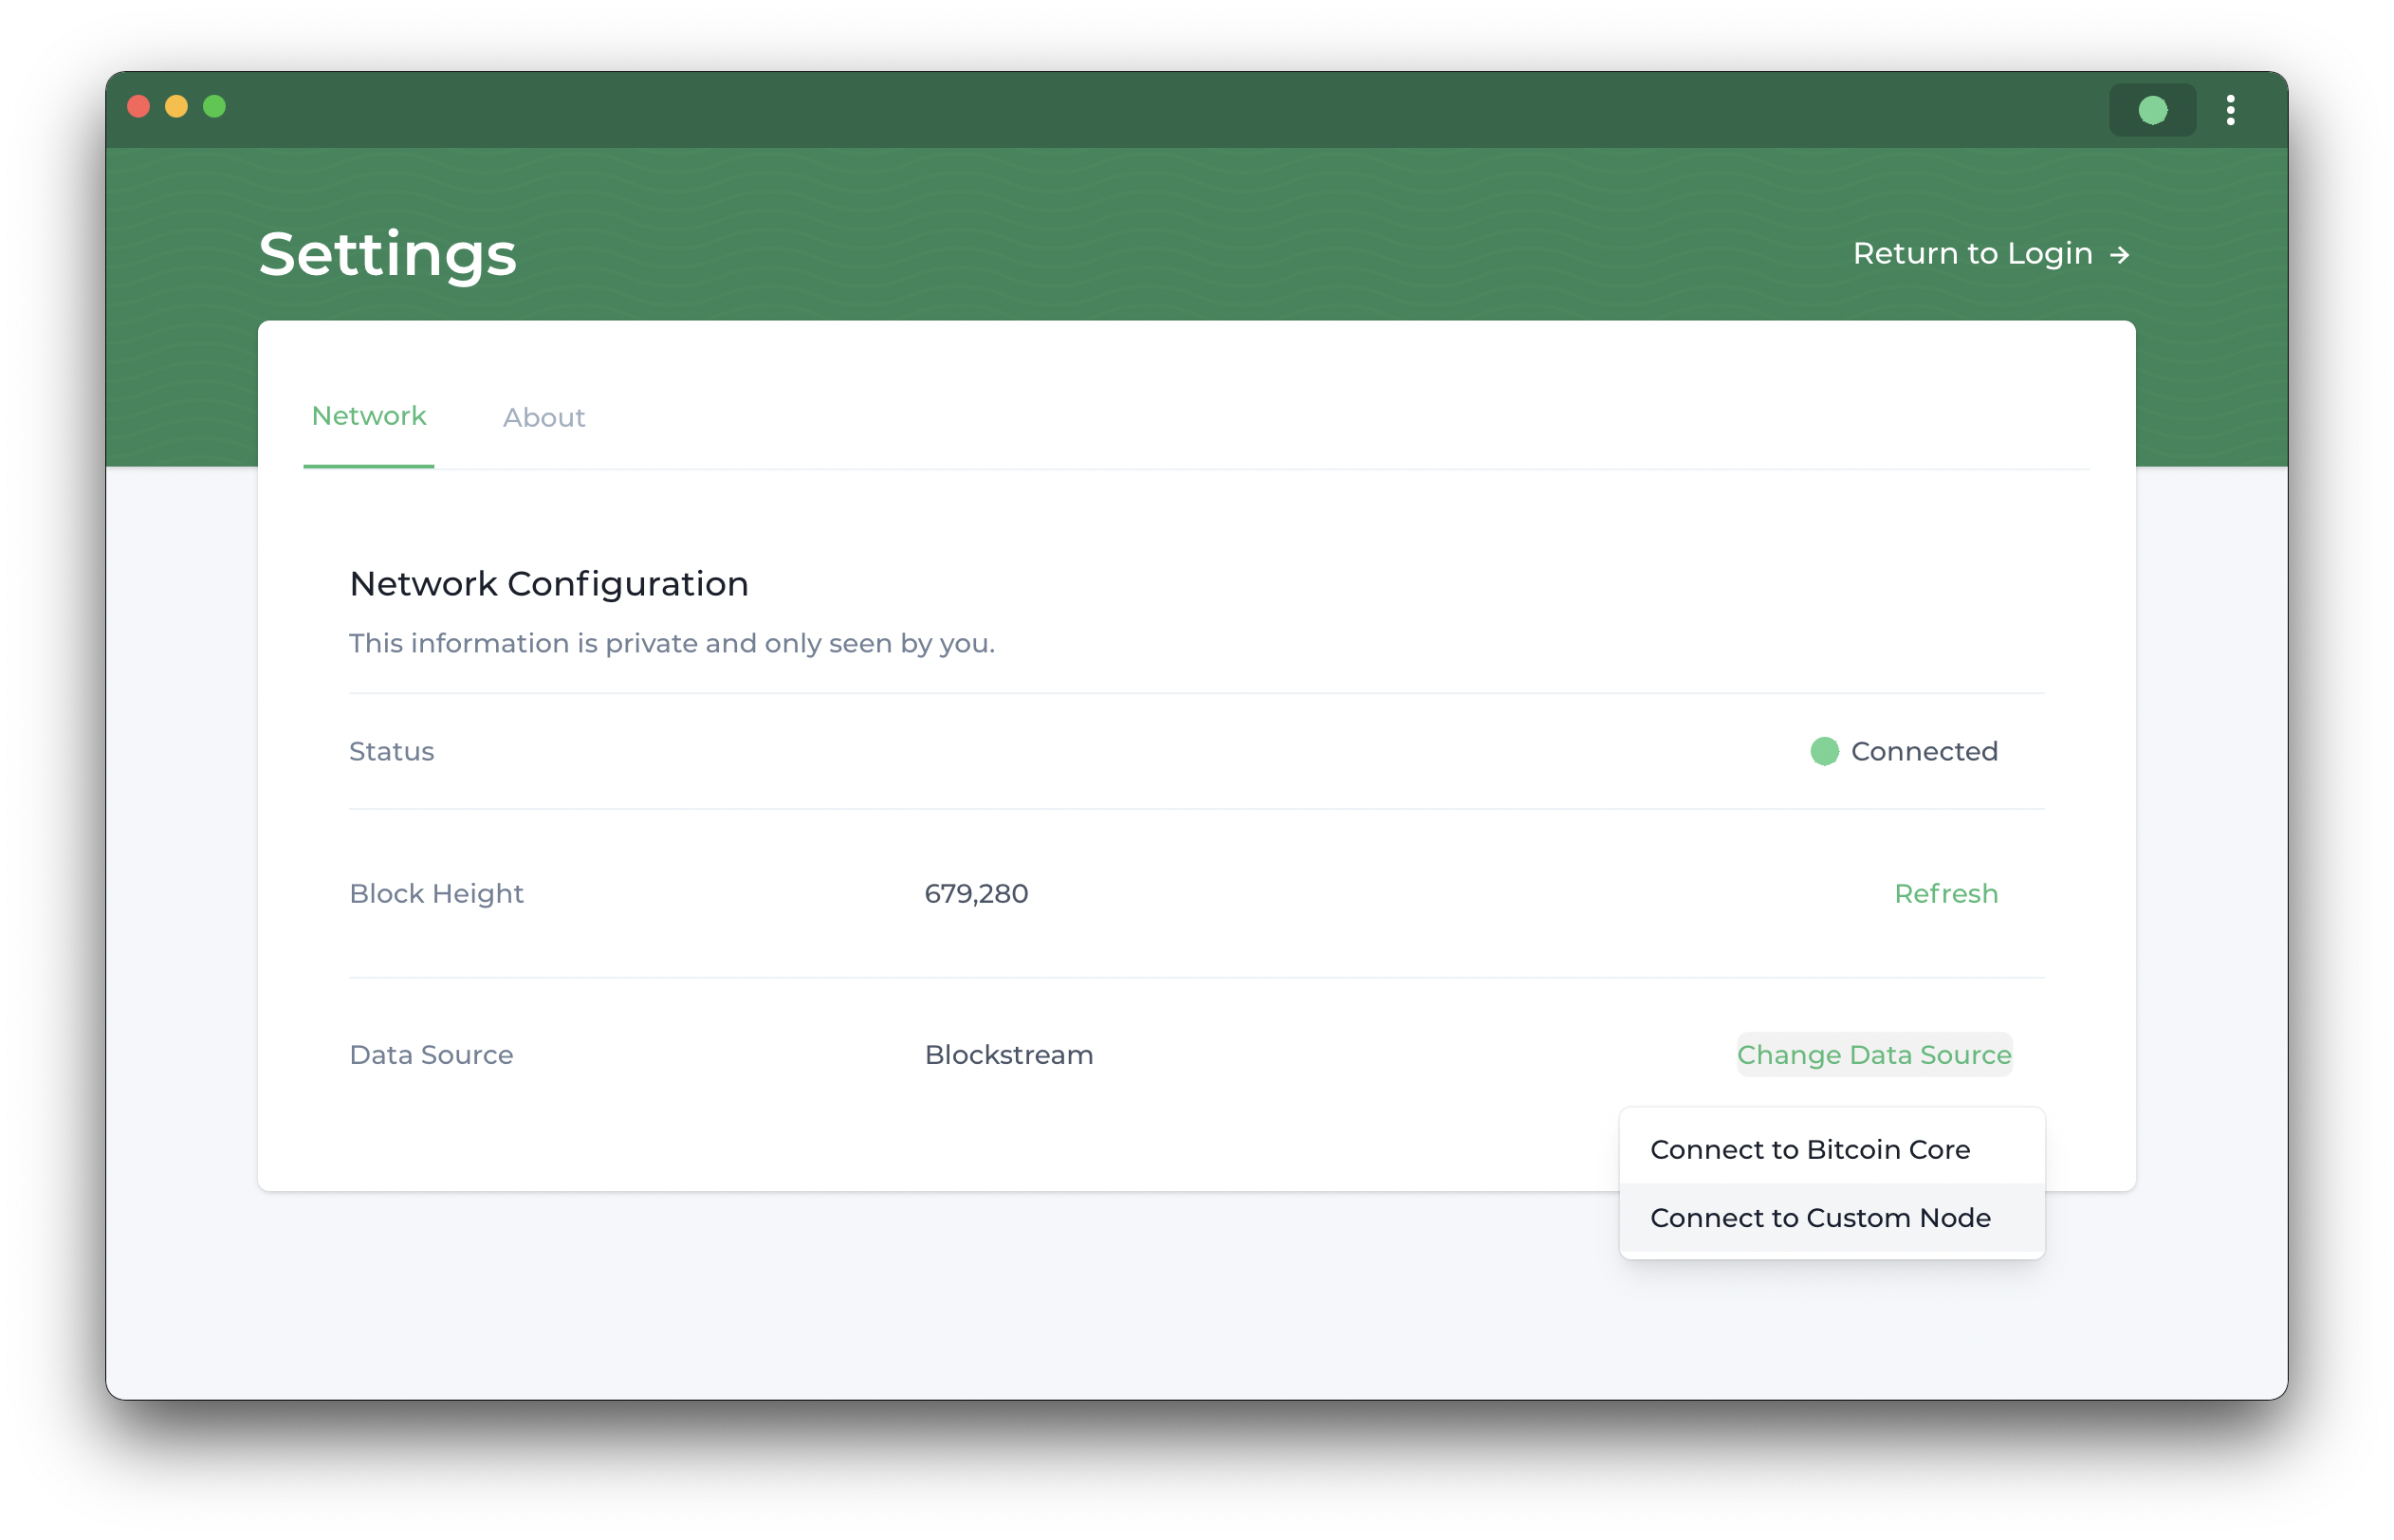 Settings
Return to Login →
Network
About
Network Configuration
This information is private and only seen by you.
Status
Connected
Block Height
679,280
Refresh
Data Source
Blockstream
Change Data Source
Connect to Bitcoin Core
Connect to Custom Node